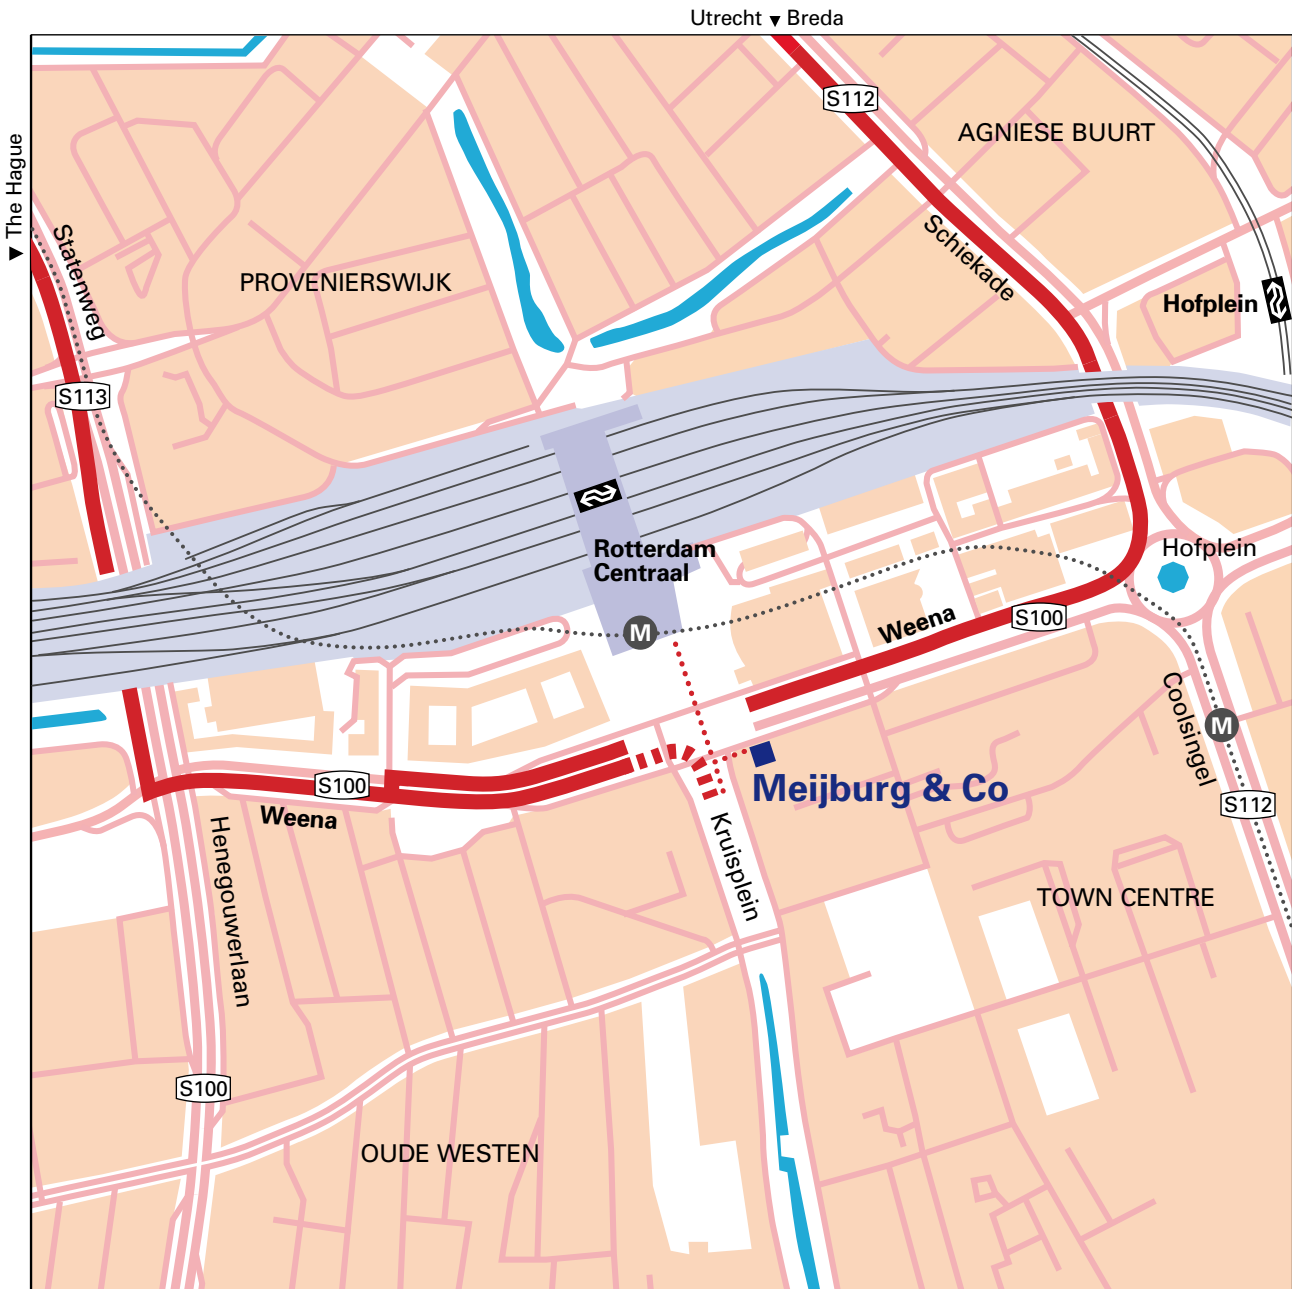 Utrecht ▼ Breda
▼ The Hague
S112
AGNIESE BUURT
Statenweg
Schiekade
PROVENIERSWIJK
Hofplein
S113
Rotterdam
Centraal
Hofplein
M
Weena
S100
Coolsingel
M
Meijburg & Co
S100
S112
Weena
Kruisplein
Henegouwerlaan
TOWN CENTRE
S100
OUDE WESTEN